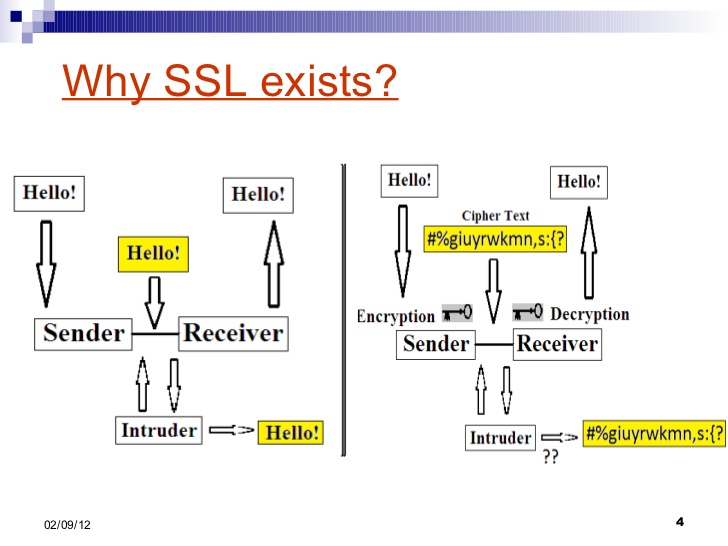 Why SSL exists?
Hello!
Hello!
Hello!
Sender
Receiver
Intruder
Hello!
Hello!
Hello!
Cipher Text
#%giuyrwkmn,s:{?
Encryption
Decryption
Sender
Receiver
Intruder
??
#%giuyrwkmn,s:{?
02/09/12
4